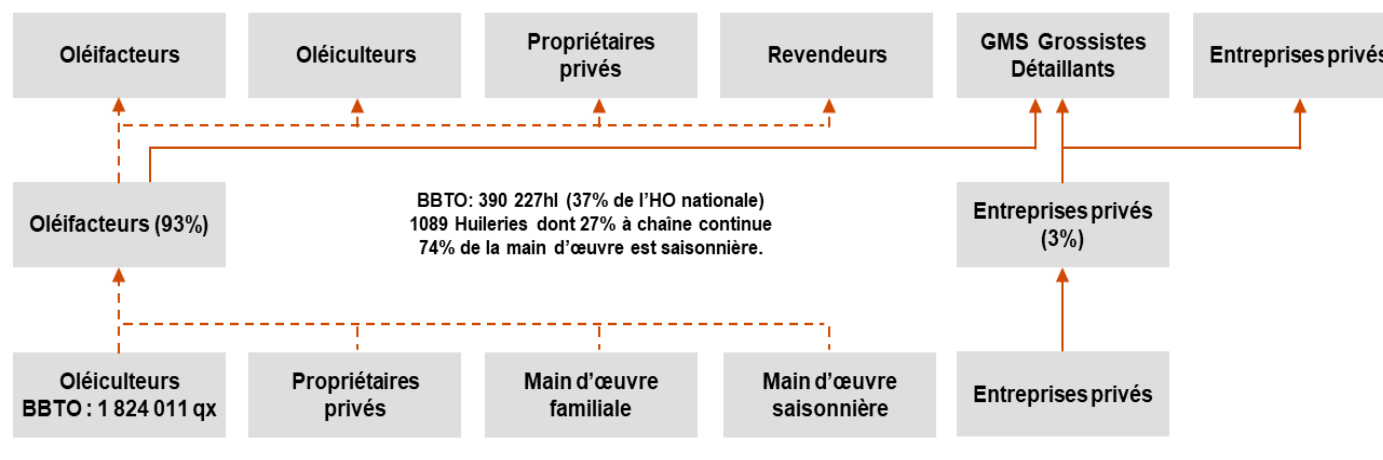 Oléifacteurs
Oléiculteurs
Propriétaires
privés
Revendeurs
GMS Grossistes
Détaillants
Entreprises privés
Oléifacteurs (93%)
BBTO: 390 227hl (37% de l’HO nationale)
1089 Huileries dont 27% à chaîne continue
74% de la main d’œuvre est saisonnière.
Entreprises privés
(3%)
Oléiculteurs
BBTO : 1 824 011 qx
Propriétaires
privés
Main d’œuvre
familiale
Main d’œuvre
saisonnière
Entreprises privés